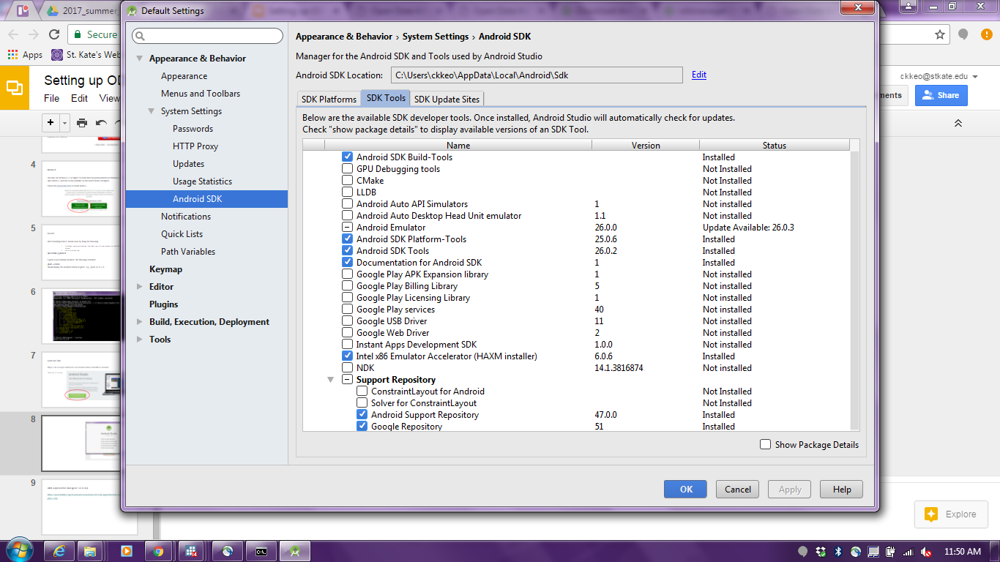 Default Settings
2017_summer_
Secure
Apps
St. Kate's Web
Setting up OD
File Edit View
ckkeo@stkate.edu
ments
Share
4
5
6
7
8
9
Appearance & Behavior
Appearance
Menus and Toolbars
System Settings
Passwords
HTTP Proxy
Updates
Usage Statistics
Android SDK
Notifications
Quick Lists
Path Variables
Keymap
Editor
Plugins
Build, Execution, Deployment
Tools
Appearance & Behavior › System Settings › Android SDK
Manager for the Android SDK and Tools used by Android Studio
Android SDK Location: C:\Users\ckkeo\AppData\Local\Android\Sdk Edit
SDK Platforms SDK Tools SDK Update Sites
Below are the available SDK developer tools. Once installed, Android Studio will automatically check for updates.
Check "show package details" to display available versions of an SDK Tool.
Name Version Status
Android SDK Build-Tools Installed
GPU Debugging tools Not Installed
CMake Not Installed
LLDB Not Installed
Android Auto API Simulators 1 Not installed
Android Auto Desktop Head Unit emulator 1.1 Not installed
Android Emulator 26.0.0 Update Available: 26.0.3
Android SDK Platform-Tools 25.0.6 Installed
Android SDK Tools 26.0.2 Installed
Documentation for Android SDK 1 Installed
Google Play APK Expansion library 1 Not installed
Google Play Billing Library 5 Not installed
Google Play Licensing Library 1 Not installed
Google Play services 40 Not installed
Google USB Driver 11 Not installed
Google Web Driver 2 Not installed
Instant Apps Development SDK 1.0.0 Not installed
Intel x86 Emulator Accelerator (HAXM installer) 6.0.6 Installed
NDK 14.1.3816874 Not installed
Support Repository
ConstraintLayout for Android Not Installed
Solver for ConstraintLayout Not Installed
Android Support Repository 47.0.0 Installed
Google Repository 51 Installed
Show Package Details
OK Cancel Apply Help
Explore
11:50 AM